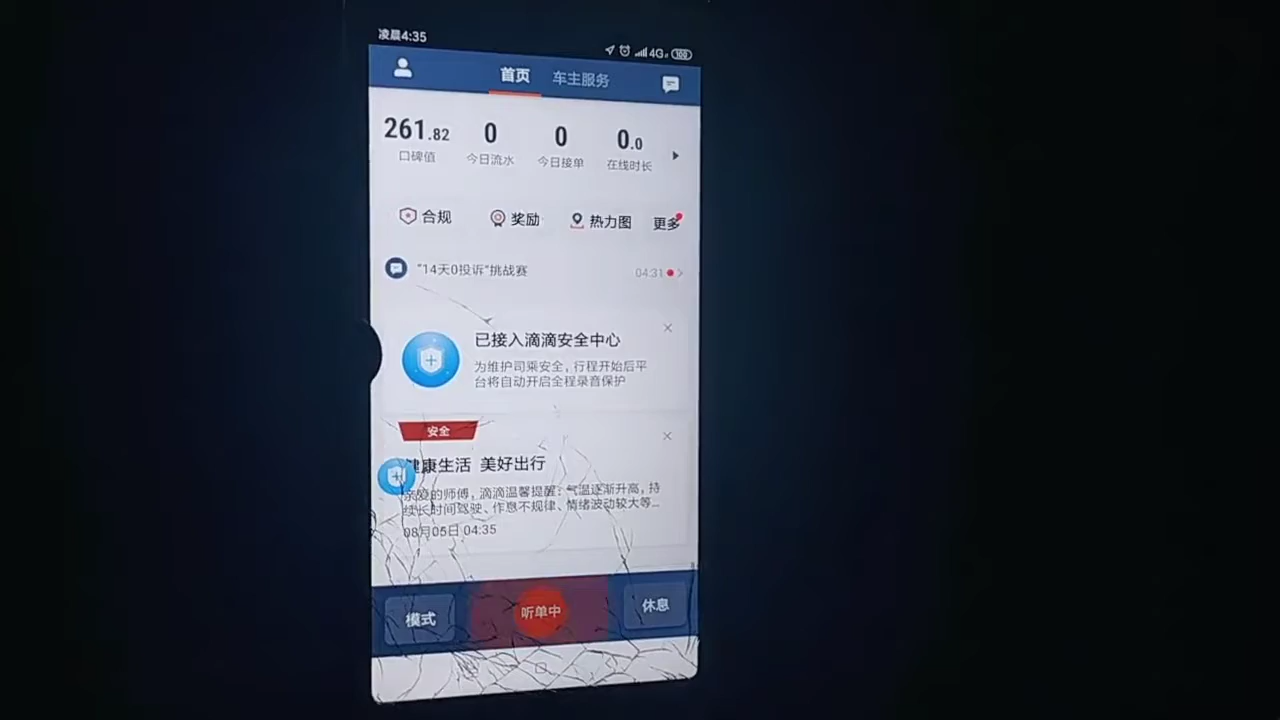 凌晨4:35
4G 100
首页 车主服务
261.82 0 0 0.0
口碑值 今日流水 今日接单 在线时长
合规 奖励 热力图 更多
“14天0投诉”挑战赛 04:31
已接入滴滴安全中心
为维护司乘安全，行程开始后平
台将自动开启全程录音保护
安全
健康生活 美好出行
亲爱的师傅，滴滴温馨提醒：气温逐渐升高，持
续长时间驾驶、作息不规律、情绪波动较大等...
08月05日 04:35
模式 听单中 休息